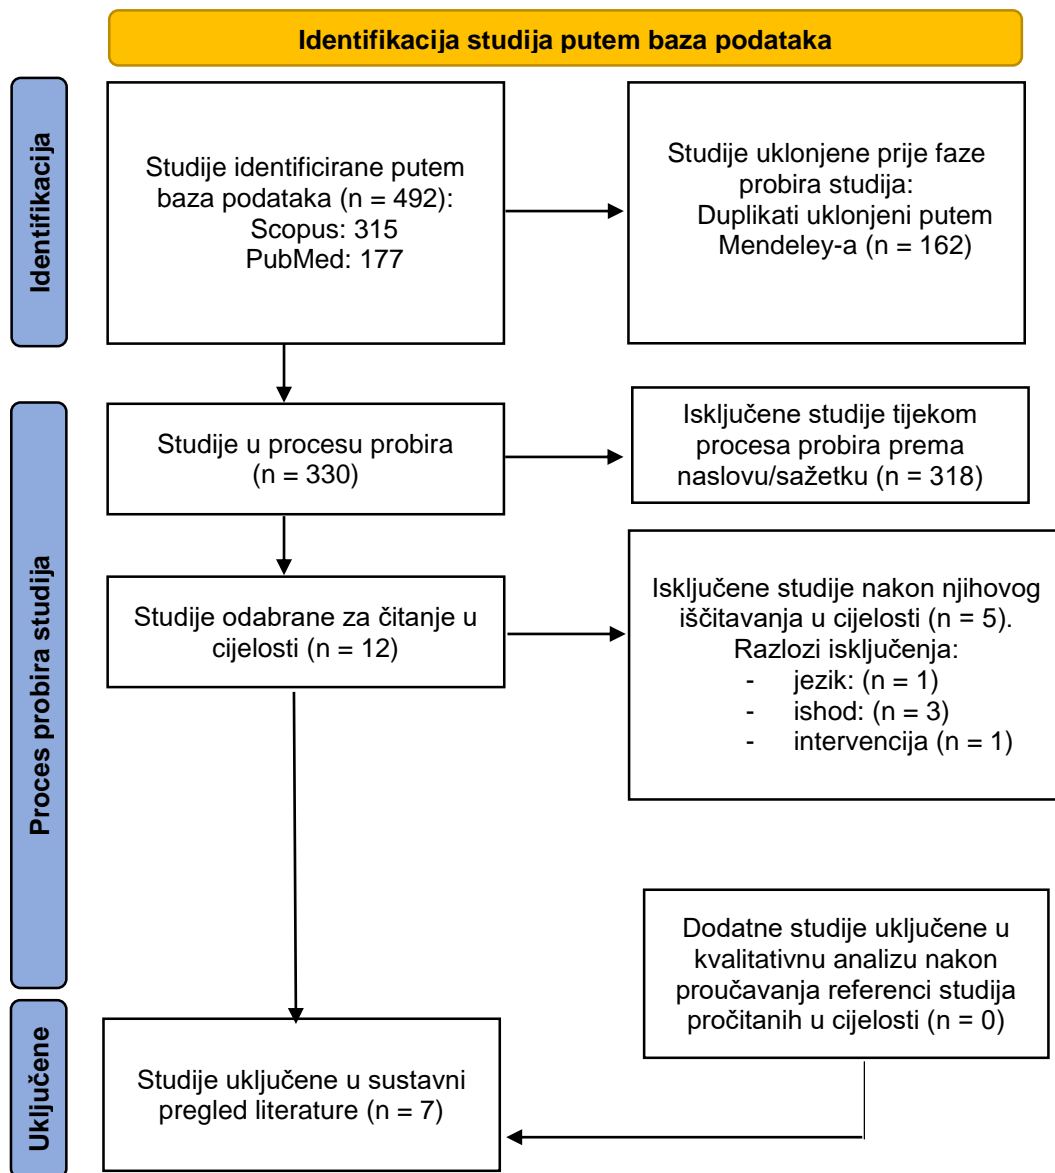 Identifikacija studija putem baza podataka
Identifikacija
Studije identificirane putem
baza podataka (n = 492):
Scopus: 315
PubMed: 177
Studije uklonjene prije faze
probira studija:
Duplikati uklonjeni putem
Mendeley-a (n = 162)
Proces probira studija
Studije u procesu probira
(n = 330)
Isključene studije tijekom
procesa probira prema
naslovu/sažetku (n = 318)
Studije odabrane za čitanje u
cijelosti (n = 12)
Isključene studije nakon njihovog
iščitavanja u cijelosti (n = 5).
Razlozi isključenja:
- jezik: (n = 1)
- ishod: (n = 3)
- intervencija (n = 1)
Dodatne studije uključene u
kvalitativnu analizu nakon
proučavanja referenci studija
pročitanih u cijelosti (n = 0)
Uključene
Studije uključene u sustavni
pregled literature (n = 7)